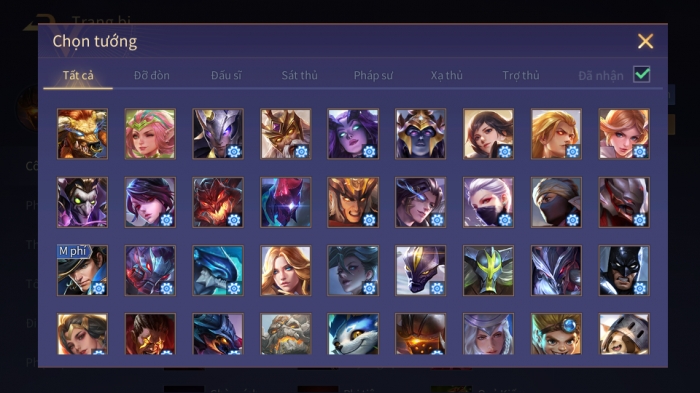 Trang bị
Chọn tướng
Tất cả
Đỡ đòn
Đấu sĩ
Sát thủ
Pháp sư
Xạ thủ
Trợ thủ
Đã nhận
M phí